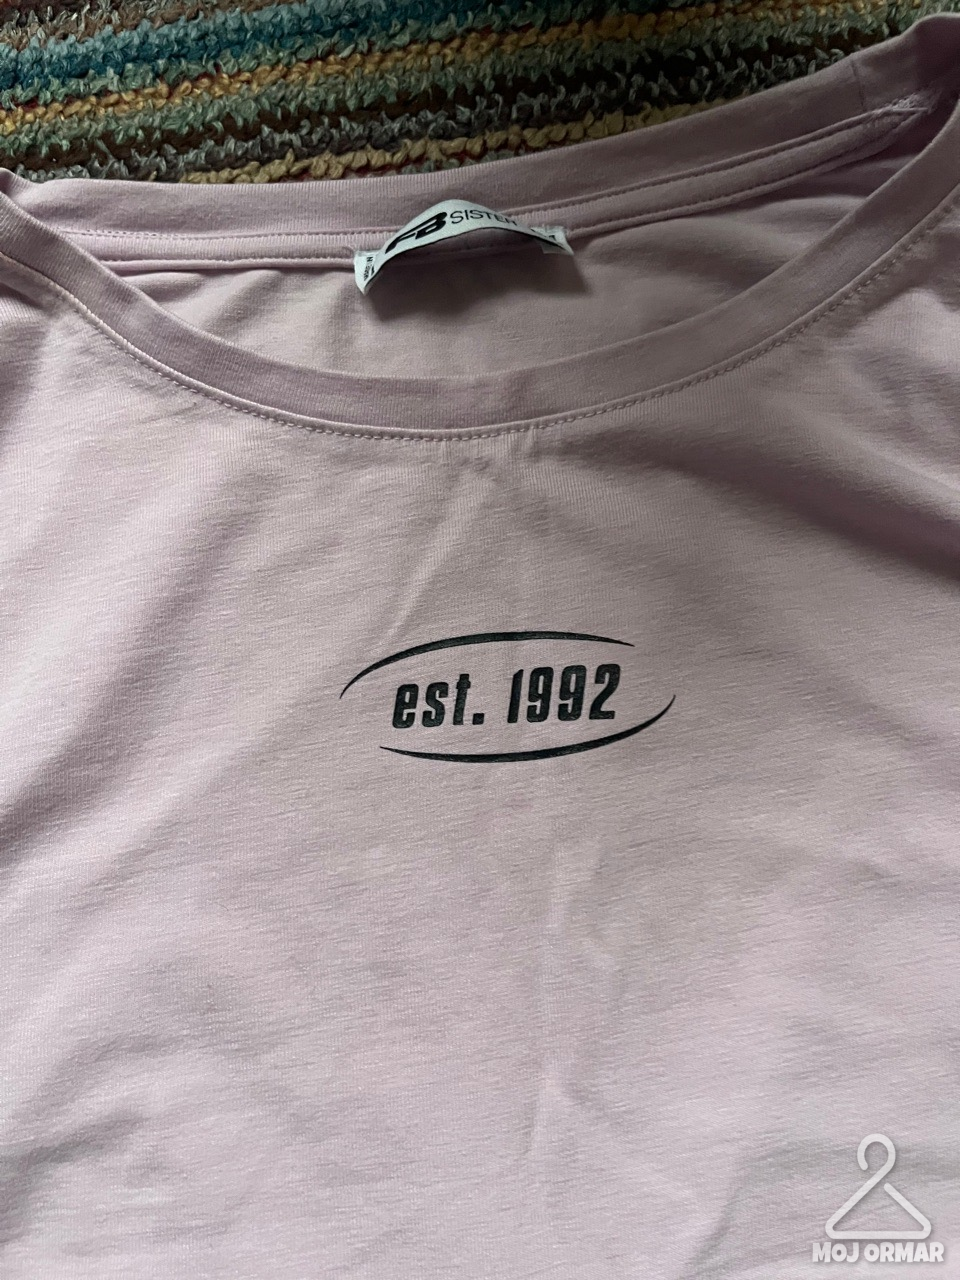 FB SISTER
est. 1992
MOJ ORMAR